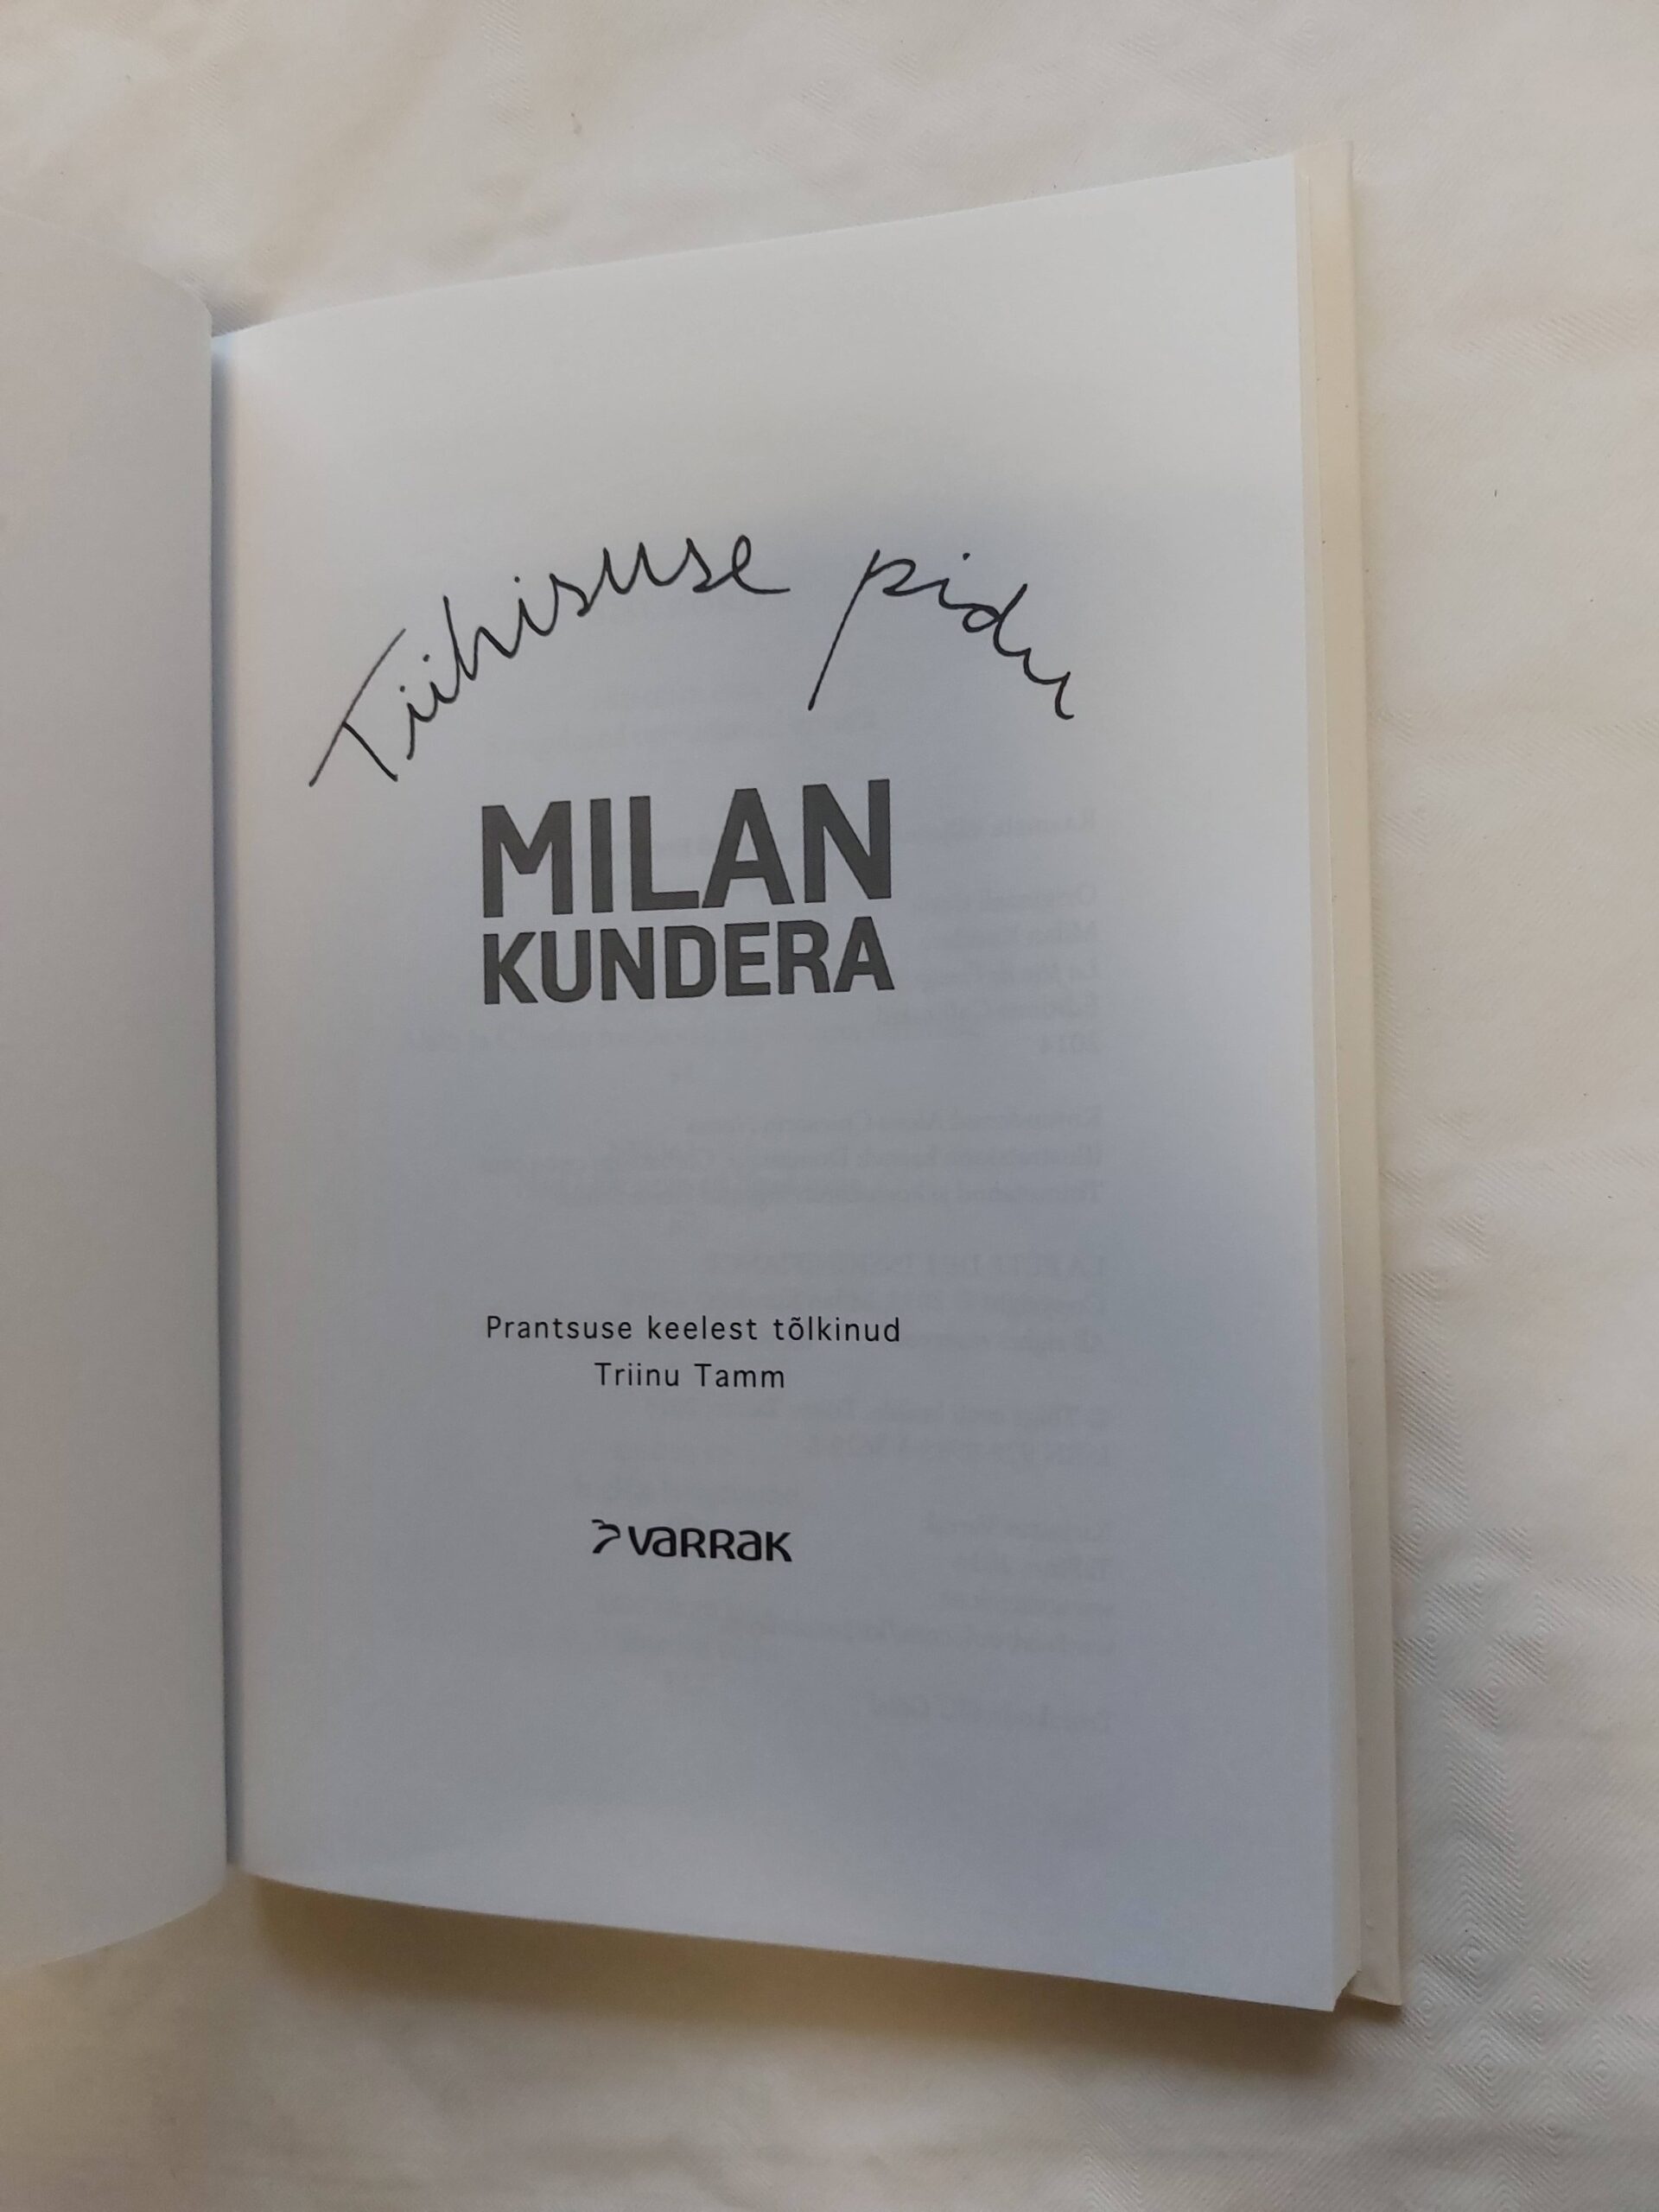 Tühisuse pidu
MILAN
KUNDERA
Prantsuse keelest tõlkinud
Triinu Tamm
VARRAK